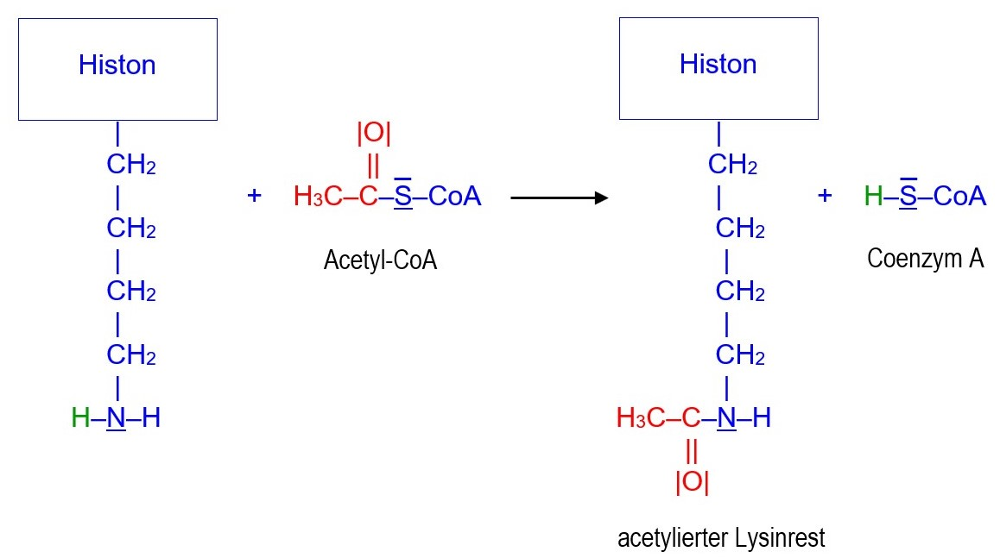 Histon
CH2
CH2
CH2
CH2
H–N–H
+
|O|
||
H3C–C–S–CoA
Acetyl-CoA
Histon
CH2
CH2
CH2
CH2
H3C–C–N–H
||
|O|
acetylierter Lysinrest
+
H–S–CoA
Coenzym A